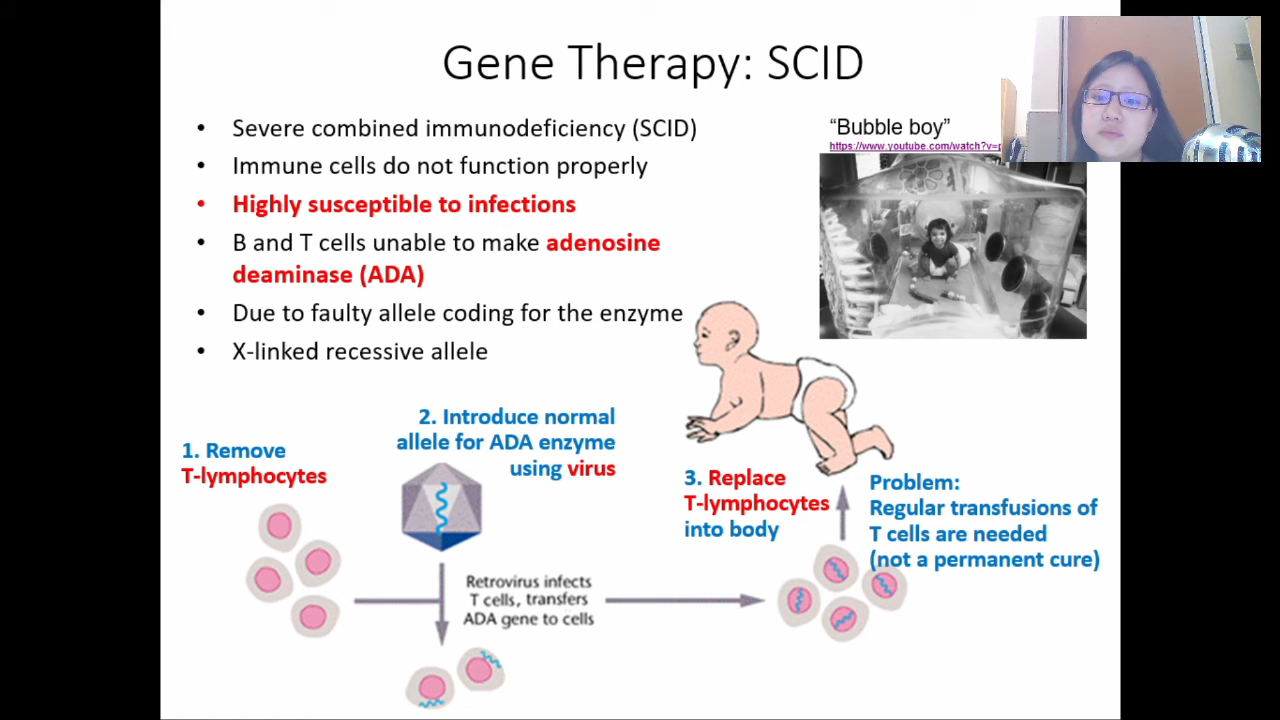 Gene Therapy: SCID
• Severe combined immunodeficiency (SCID)
• Immune cells do not function properly
• Highly susceptible to infections
• B and T cells unable to make adenosine
deaminase (ADA)
• Due to faulty allele coding for the enzyme
• X-linked recessive allele
“Bubble boy”
https://www.youtube.com/watch?v=
1. Remove
T-lymphocytes
2. Introduce normal
allele for ADA enzyme
using virus
Retrovirus infects
T cells, transfers
ADA gene to cells
3. Replace
T-lymphocytes
into body
Problem:
Regular transfusions of
T cells are needed
(not a permanent cure)